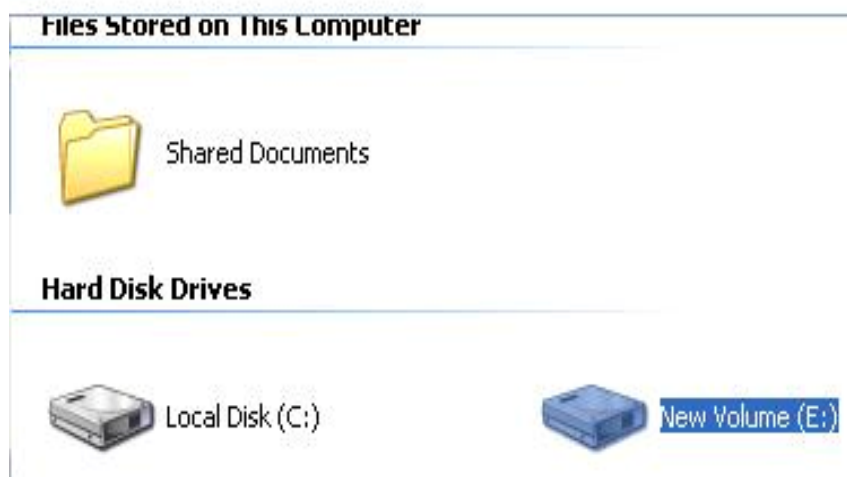 Files Stored on This Computer
Shared Documents
Hard Disk Drives
Local Disk (C:)
New Volume (E:)